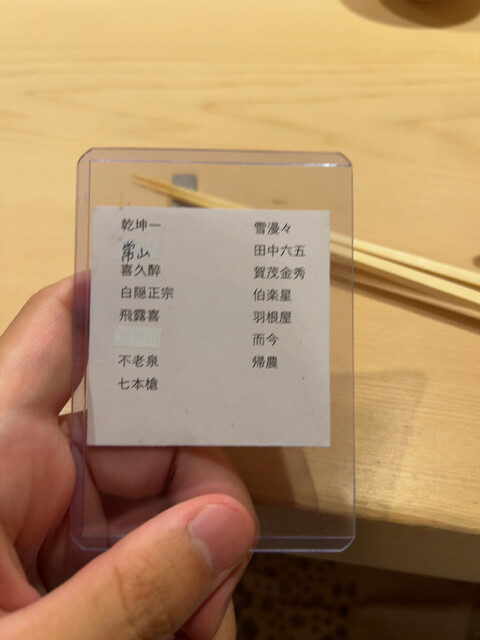 乾坤一
常山
喜久酔
白隠正宗
飛露喜
不老泉
七本槍
雪漫々
田中六五
賀茂金秀
伯楽星
羽根屋
而今
帰農